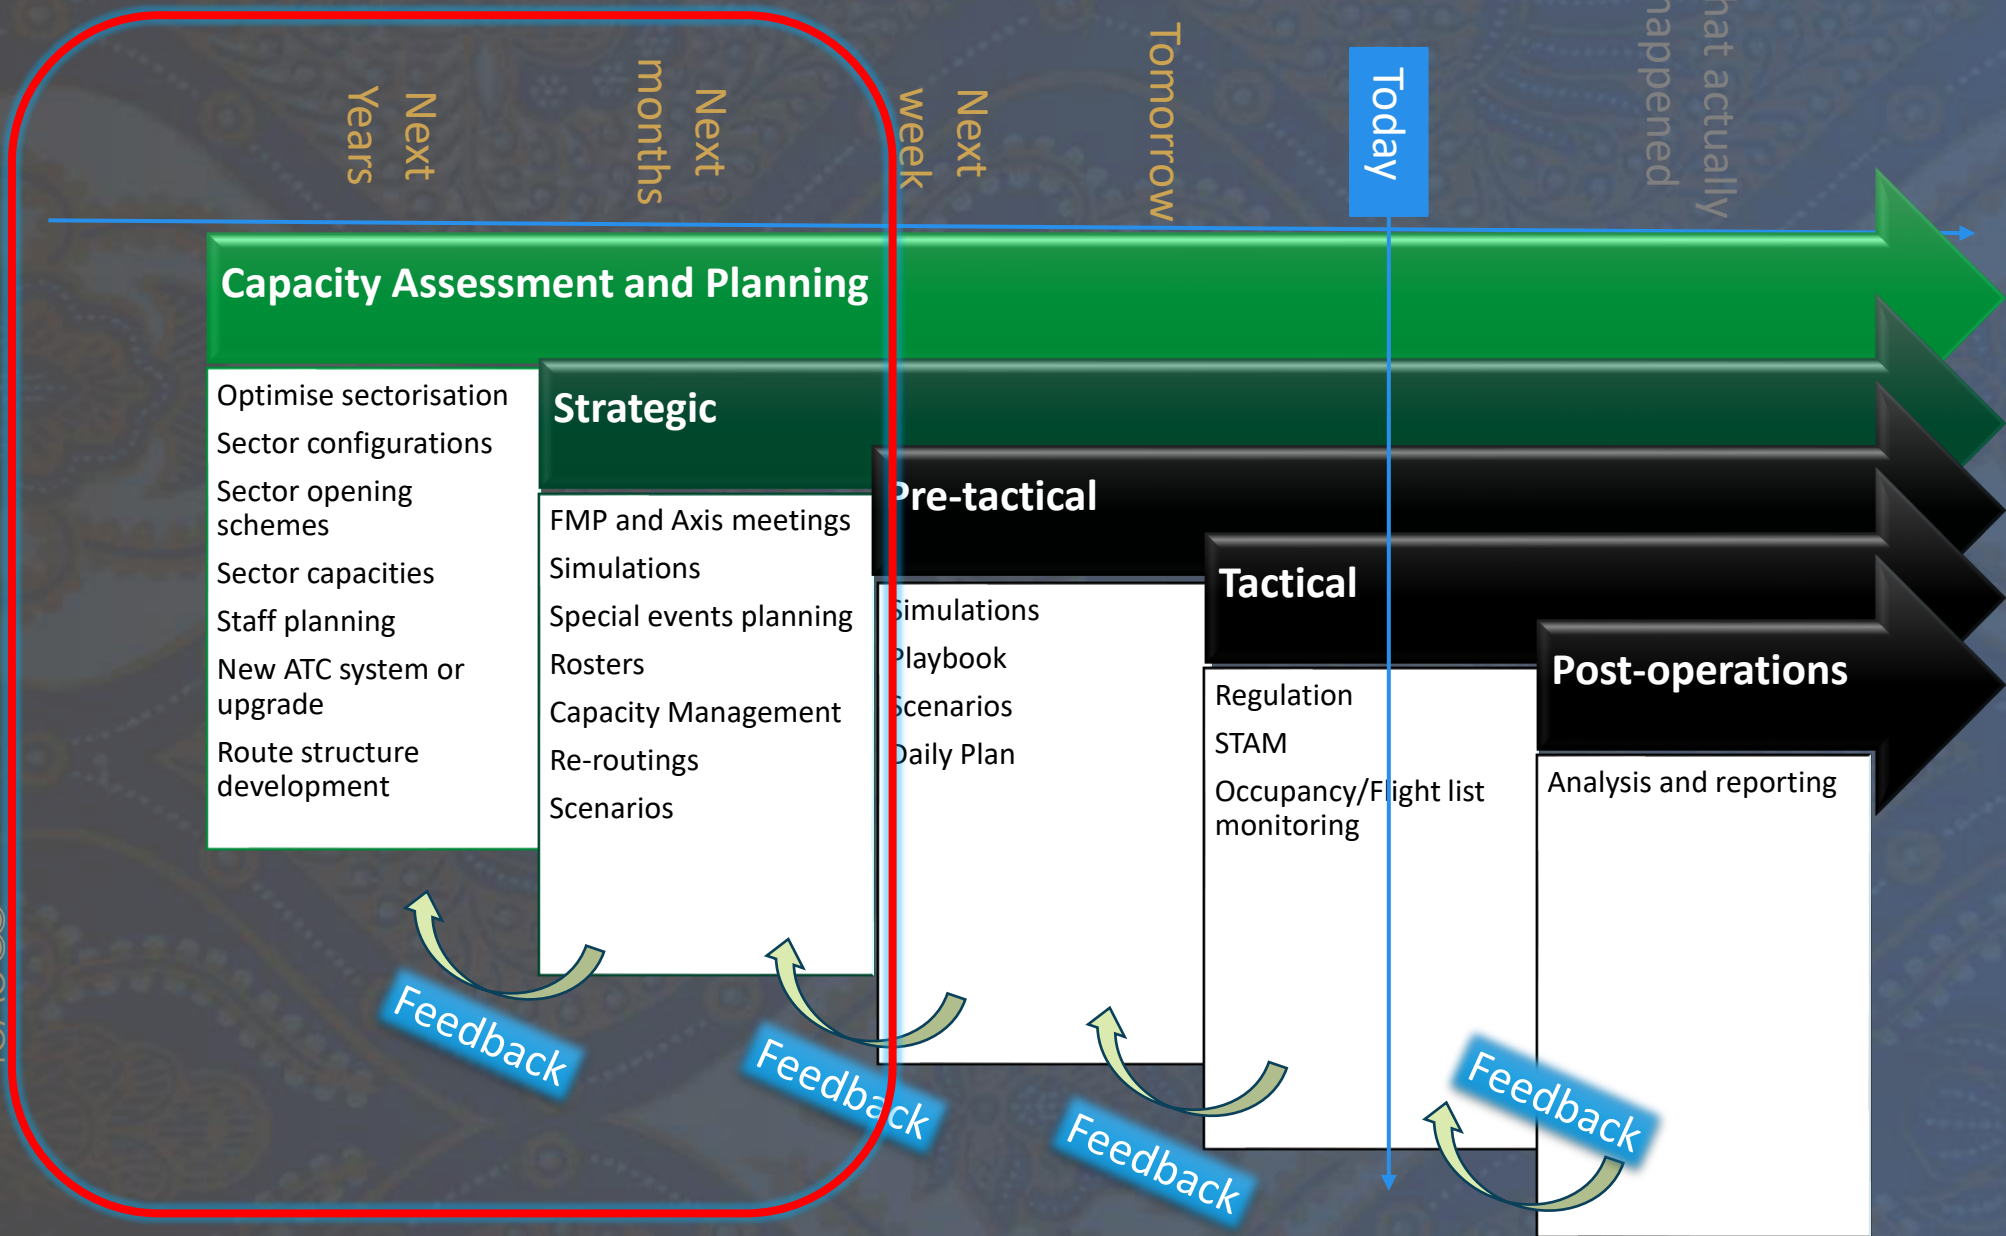 Next
Years
Next
months
Next
week
Tomorrow
Today
actually
happened
Capacity Assessment and Planning
Optimise sectorisation
Sector configurations
Sector opening
schemes
Sector capacities
Staff planning
New ATC system or
upgrade
Route structure
development
Strategic
FMP and Axis meetings
Simulations
Special events planning
Rosters
Capacity Management
Re-routings
Scenarios
Pre-tactical
Simulations
Playbook
Scenarios
Daily Plan
Tactical
Regulation
STAM
Occupancy/Flight list
monitoring
Post-operations
Analysis and reporting
Feedback
Feedback
Feedback
Feedback